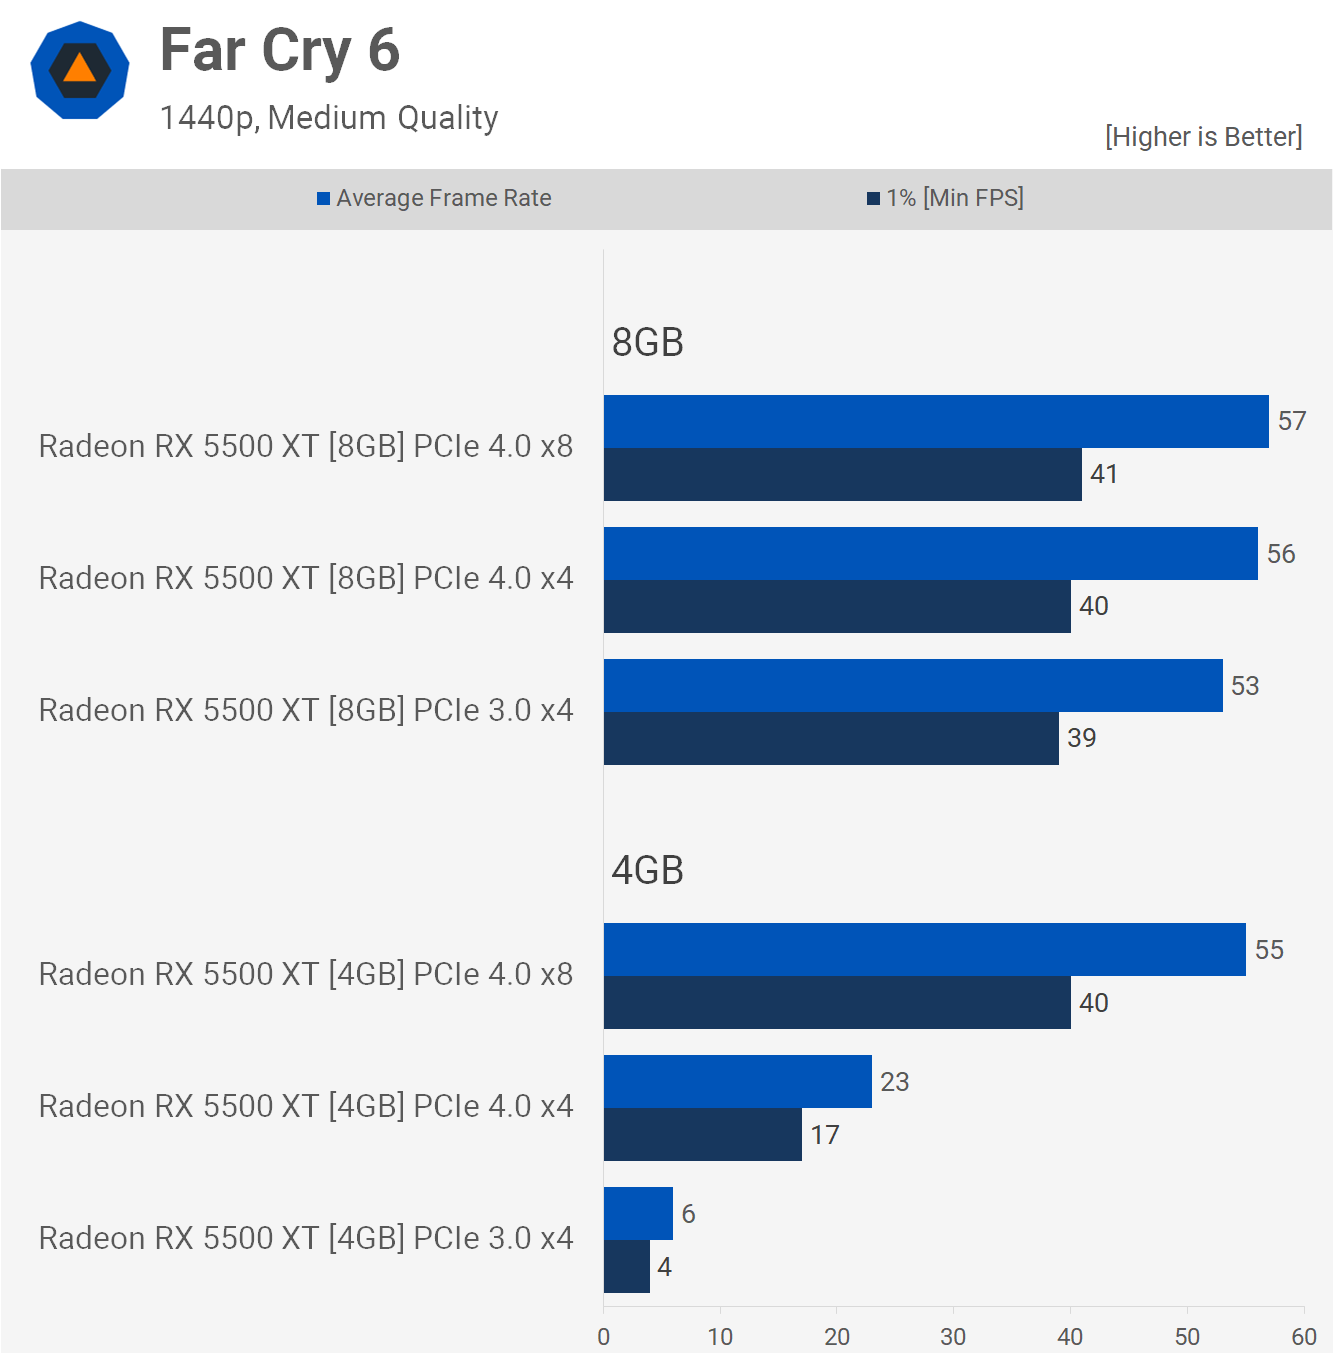 Far Cry 6
1440p, Medium Quality
[Higher is Better]
Average Frame Rate 1% [Min FPS]
8GB
Radeon RX 5500 XT [8GB] PCIe 4.0 x8
57
41
Radeon RX 5500 XT [8GB] PCIe 4.0 x4
56
40
Radeon RX 5500 XT [8GB] PCIe 3.0 x4
53
39
4GB
Radeon RX 5500 XT [4GB] PCIe 4.0 x8
55
40
Radeon RX 5500 XT [4GB] PCIe 4.0 x4
23
17
Radeon RX 5500 XT [4GB] PCIe 3.0 x4
6
4
0 10 20 30 40 50 60